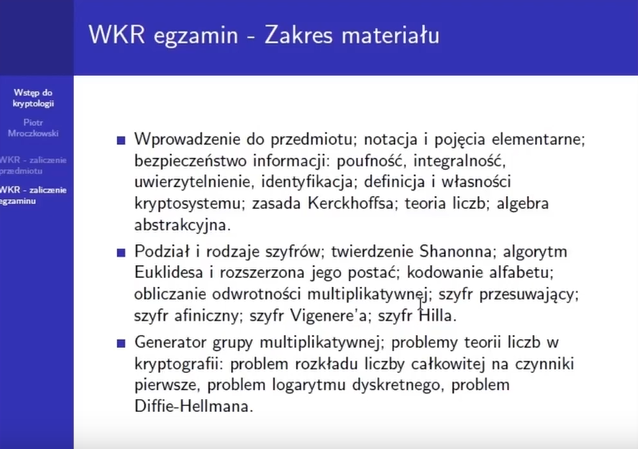 WKR egzamin - Zakres materiału
Wstęp do
kryptologii
Piotr
Mroczkowski
WKR - zaliczenie
przedmiotu
WKR - zaliczenie
egzaminu
Wprowadzenie do przedmiotu; notacja i pojęcia elementarne;
bezpieczeństwo informacji: poufność, integralność,
uwierzytelnienie, identyfikacja; definicja i własności
kryptosystemu; zasada Kerckhoffsa; teoria liczb; algebra
abstrakcyjna.
Podział i rodzaje szyfrów; twierdzenie Shanonna; algorytm
Euklidesa i rozszerzona jego postać; kodowanie alfabetu;
obliczanie odwrotności multiplikatywnej; szyfr przesuwający;
szyfr afiniczny; szyfr Vigenere'a; szyfr Hilla.
Generator grupy multiplikatywnej; problemy teorii liczb w
kryptografii: problem rozkładu liczby całkowitej na czynniki
pierwsze, problem logarytmu dyskretnego, problem
Diffie-Hellmana.